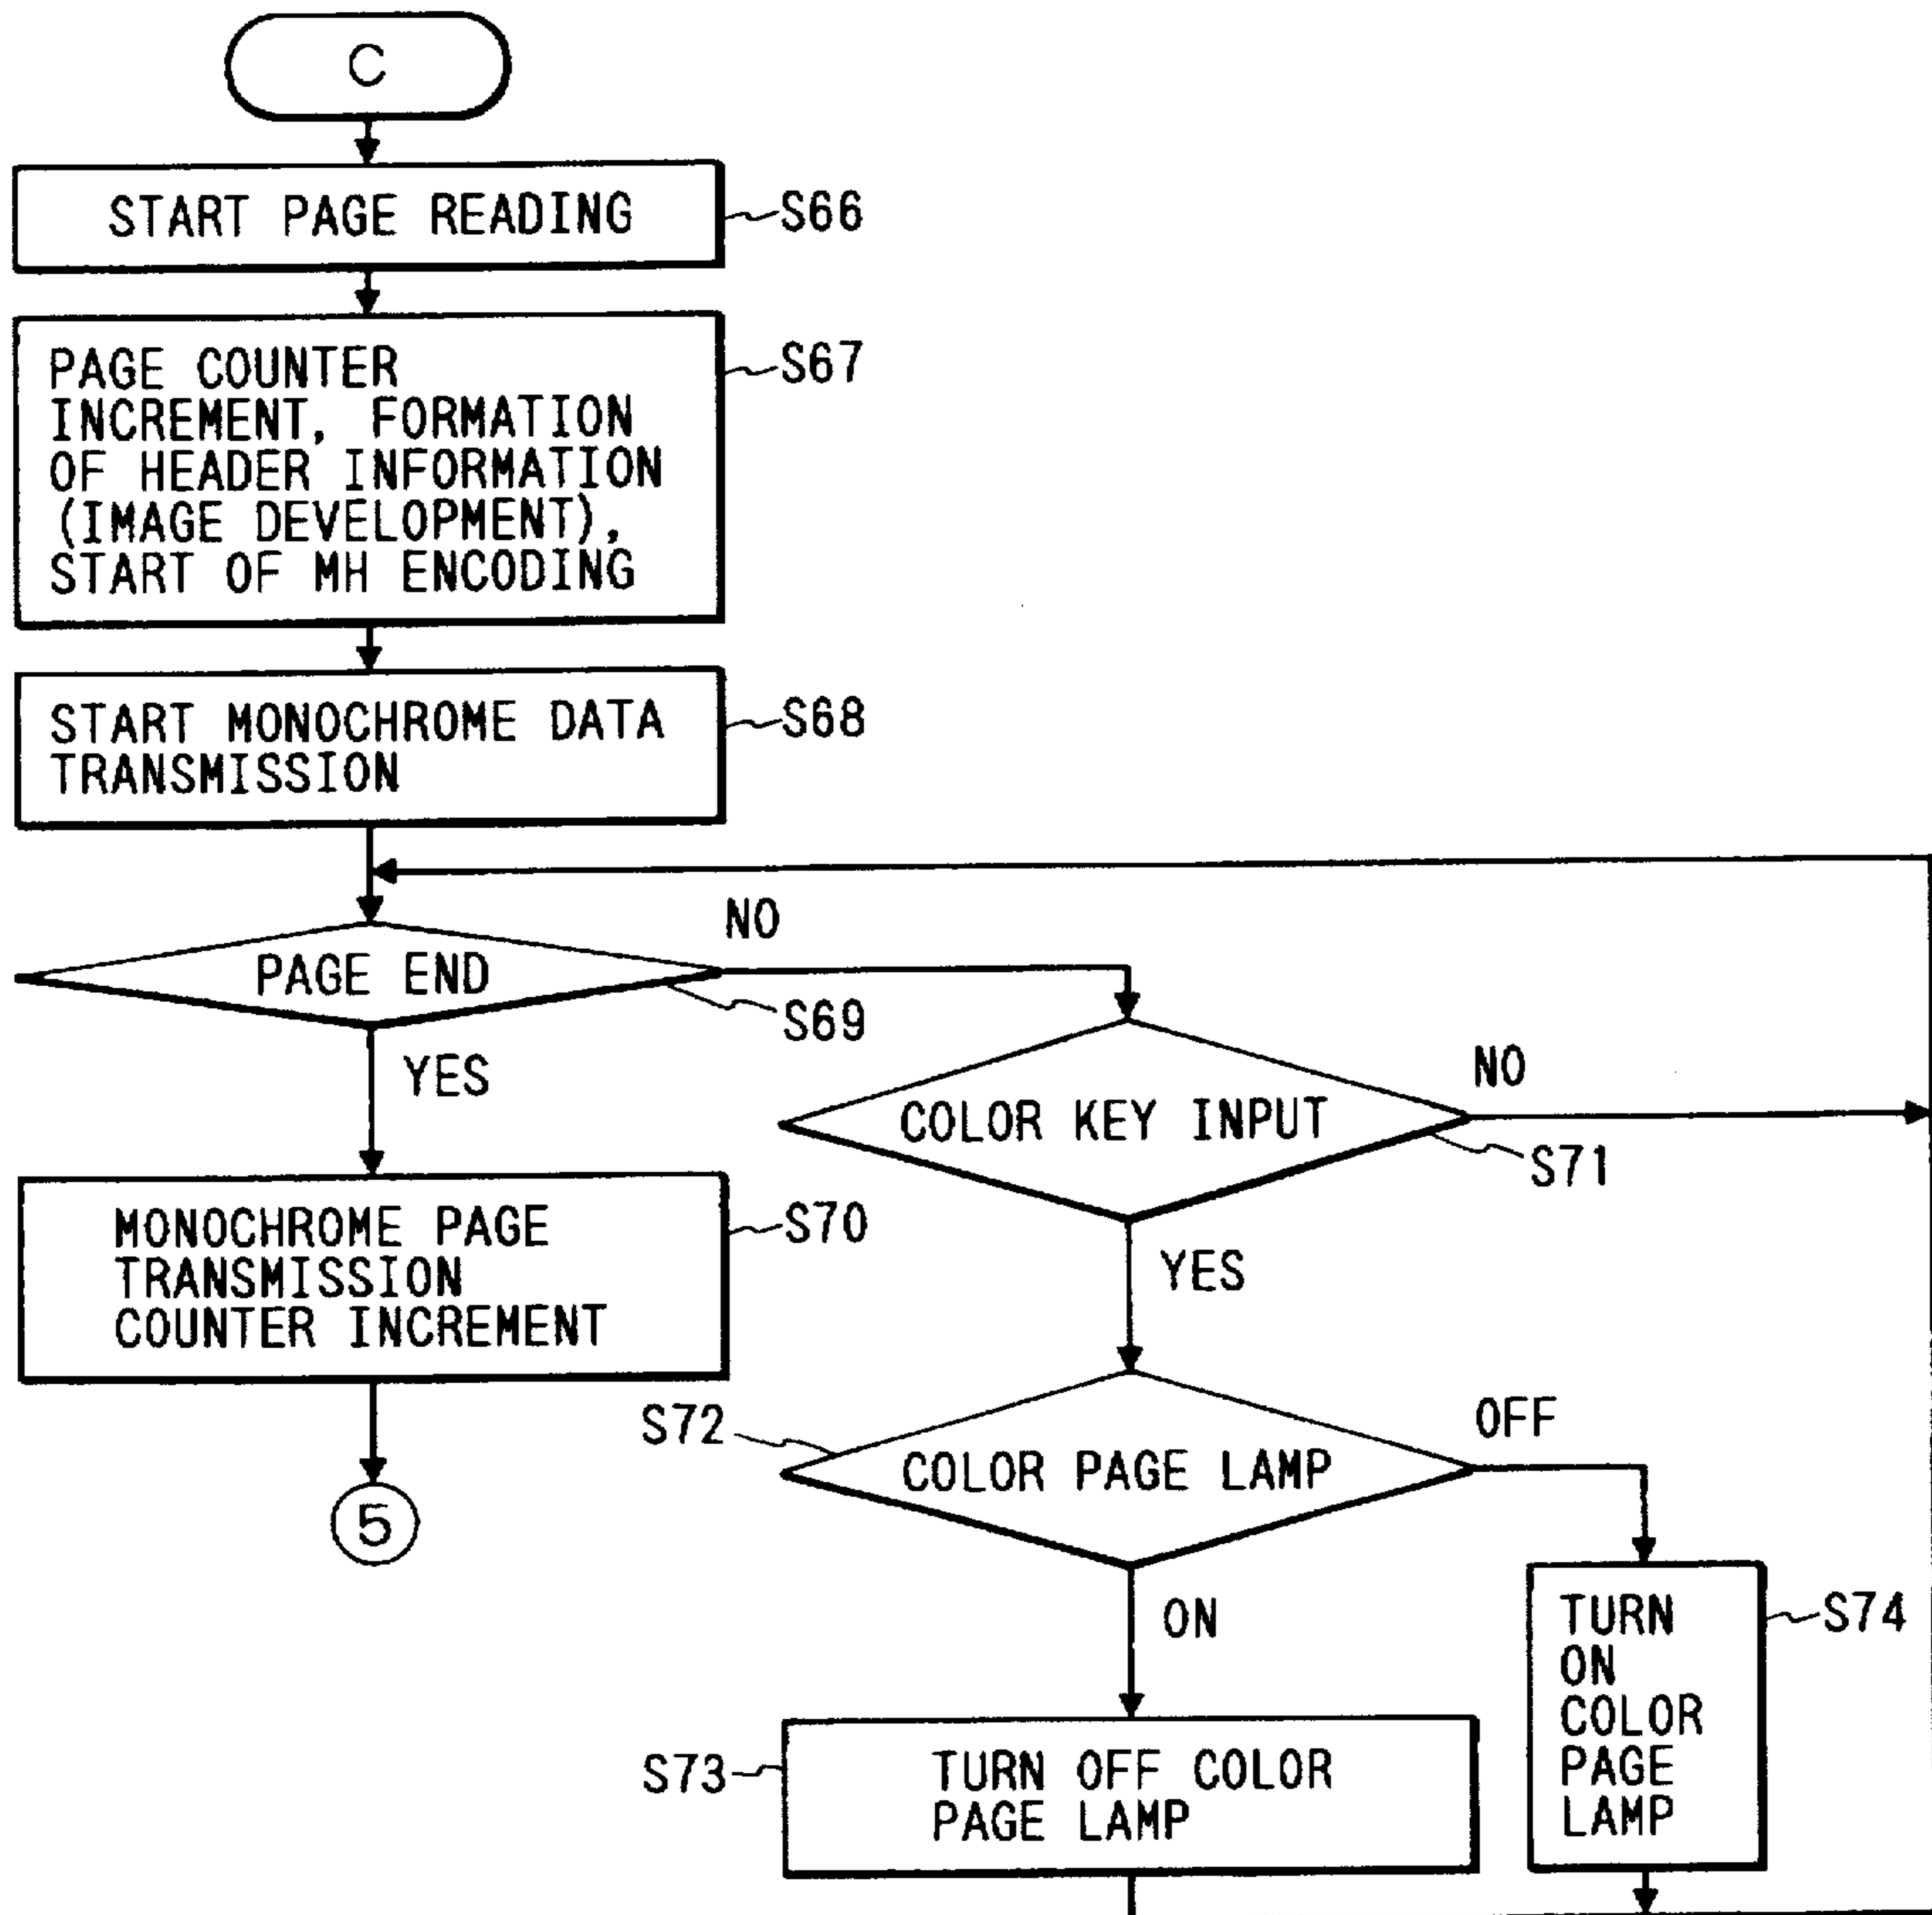 C
START PAGE READING
S66
PAGE COUNTER
INCREMENT, FORMATION
OF HEADER INFORMATION
(IMAGE DEVELOPMENT),
START OF MH ENCODING
S67
START MONOCHROME DATA
TRANSMISSION
S68
PAGE END
NO
S69
YES
MONOCHROME PAGE
TRANSMISSION
COUNTER INCREMENT
S70
5
COLOR KEY INPUT
NO
S71
YES
S72
COLOR PAGE LAMP
OFF
ON
S73
TURN OFF COLOR
PAGE LAMP
TURN
ON
COLOR
PAGE
LAMP
S74